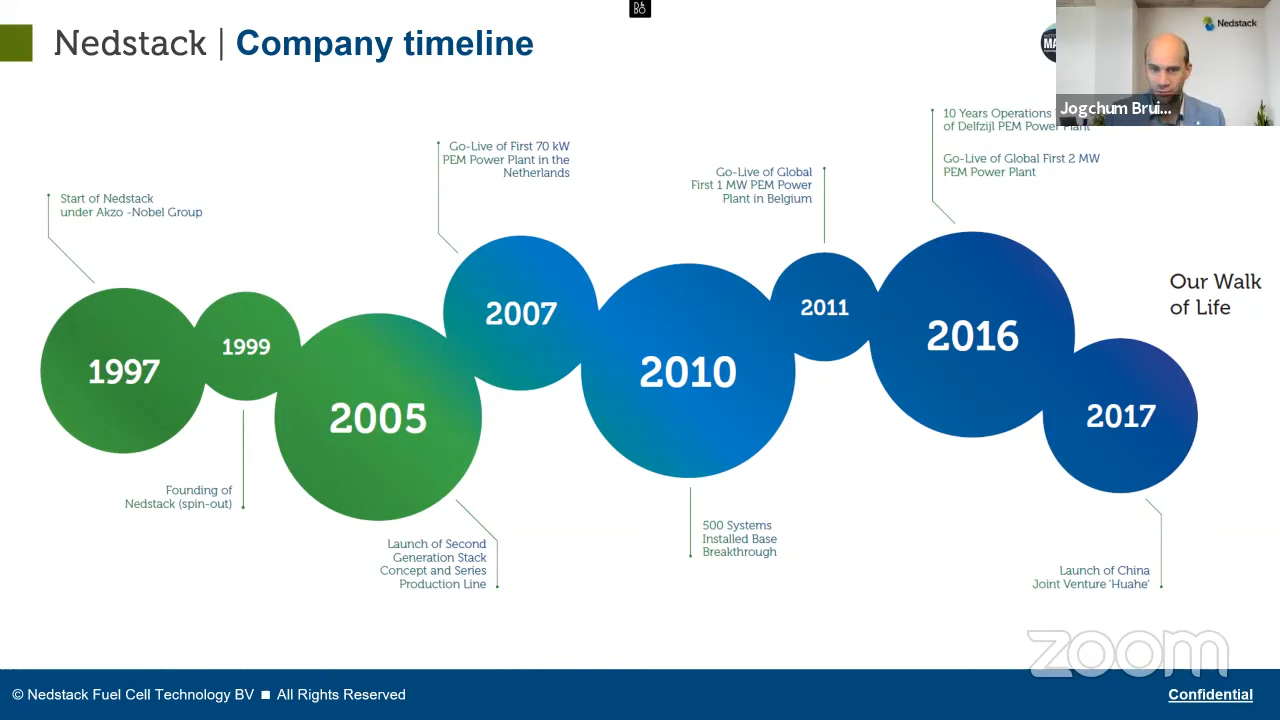 Nedstack | Company timeline
Nedstack
Jogchum Brui...
10 Years Operations
of Delfzijl PEM Power Plant
Go-Live of Global First 2 MW
PEM Power Plant
Go-Live of First 70 kW
PEM Power Plant in the
Netherlands
Go-Live of Global
First 1 MW PEM Power
Plant in Belgium
Start of Nedstack
under Akzo -Nobel Group
Our Walk
of Life
1997
1999
2005
2007
2010
2011
2016
2017
Founding of
Nedstack (spin-out)
Launch of Second
Generation Stack
Concept and Series
Production Line
500 Systems
Installed Base
Breakthrough
Launch of China
Joint Venture 'Huahe'
zoom
© Nedstack Fuel Cell Technology BV ■ All Rights Reserved
Confidential